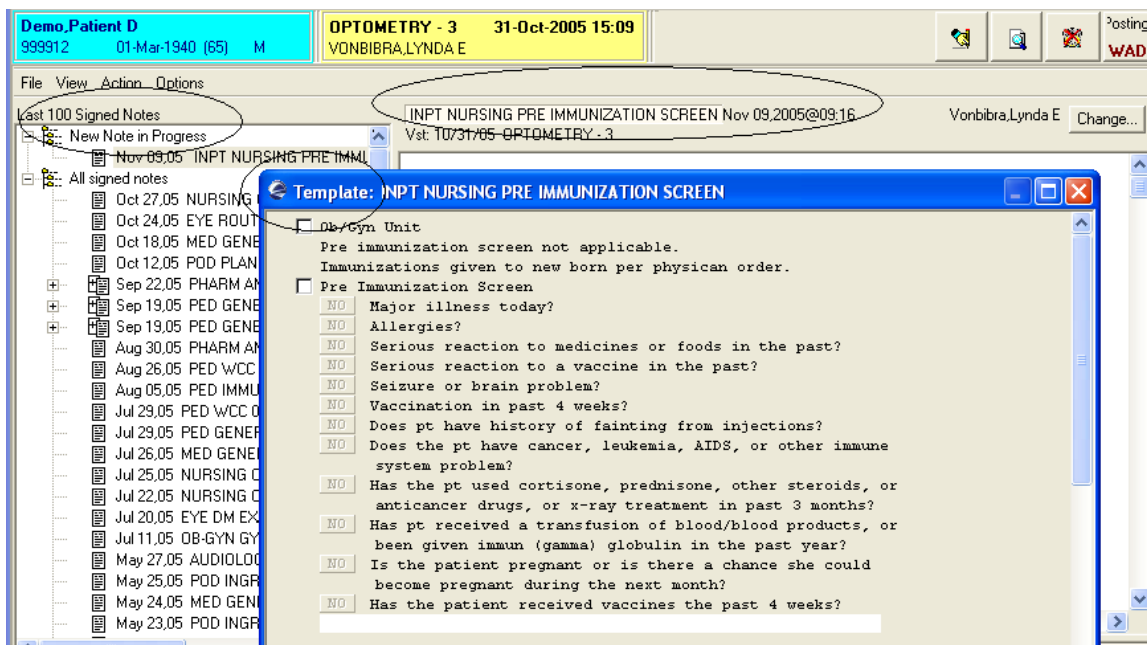 Demo,Patient D
999912 01-Mar-1940 (65) M
OPTOMETRY - 3 31-Oct-2005 15:09
VONBIBRA,LYNDA E
Posting
WAD
File View Action Options
Last 100 Signed Notes
INPT NURSING PRE IMMUNIZATION SCREEN Nov 09,2005@09:16
Vonbibra,Lynda E
Change...
Vst: 10/31/05 OPTOMETRY - 3
New Note in Progress
Nov 09,05 INPT NURSING PRE IMMU
All signed notes
Oct 27,05 NURSING
Oct 24,05 EYE ROUT
Oct 18,05 MED GENE
Oct 12,05 POD PLAN
Sep 22,05 PHARM AN
Sep 19,05 PED GENE
Sep 19,05 PED GENE
Aug 30,05 PHARM AN
Aug 26,05 PED WCC
Aug 05,05 PED IMMU
Jul 29,05 PED WCC 0
Jul 29,05 PED GENER
Jul 26,05 MED GENE
Jul 25,05 NURSING C
Jul 22,05 NURSING C
Jul 20,05 EYE DM EX
Jul 11,05 OB-GYN GY
May 27,05 AUDIOLOG
May 25,05 POD INGR
May 24,05 MED GENE
May 23,05 POD INGR
Template: INPT NURSING PRE IMMUNIZATION SCREEN
Ob/Gyn Unit
Pre immunization screen not applicable.
Immunizations given to new born per physican order.
Pre Immunization Screen
NO Major illness today?
NO Allergies?
NO Serious reaction to medicines or foods in the past?
NO Serious reaction to a vaccine in the past?
NO Seizure or brain problem?
NO Vaccination in past 4 weeks?
NO Does pt have history of fainting from injections?
NO Does the pt have cancer, leukemia, AIDS, or other immune
system problem?
NO Has the pt used cortisone, prednisone, other steroids, or
anticancer drugs, or x-ray treatment in past 3 months?
NO Has pt received a transfusion of blood/blood products, or
been given immun (gamma) globulin in the past year?
NO Is the patient pregnant or is there a chance she could
become pregnant during the next month?
NO Has the patient received vaccines the past 4 weeks?